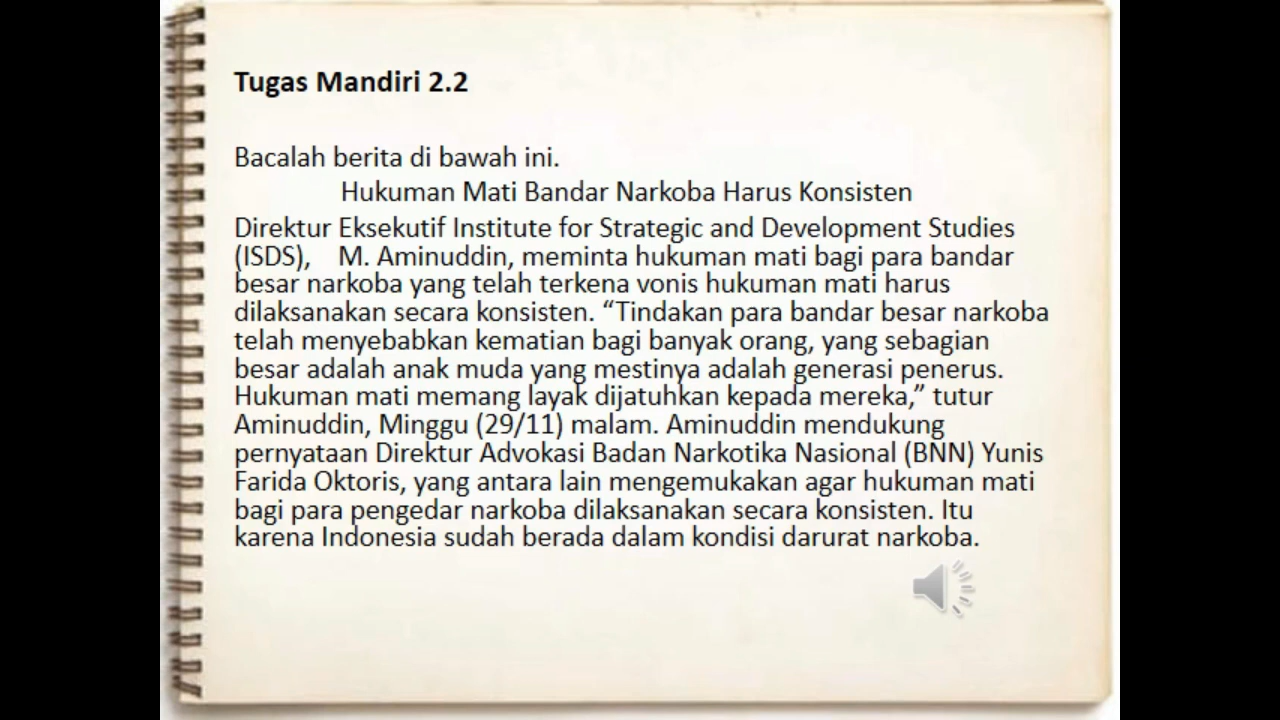 Tugas Mandiri 2.2
Bacalah berita di bawah ini.
Hukuman Mati Bandar Narkoba Harus Konsisten
Direktur Eksekutif Institute for Strategic and Development Studies
(ISDS), M. Aminuddin, meminta hukuman mati bagi para bandar
besar narkoba yang telah terkena vonis hukuman mati harus
dilaksanakan secara konsisten. “Tindakan para bandar besar narkoba
telah menyebabkan kematian bagi banyak orang, yang sebagian
besar adalah anak muda yang mestinya adalah generasi penerus.
Hukuman mati memang layak dijatuhkan kepada mereka,” tutur
Aminuddin, Minggu (29/11) malam. Aminuddin mendukung
pernyataan Direktur Advokasi Badan Narkotika Nasional (BNN) Yunis
Farida Oktoris, yang antara lain mengemukakan agar hukuman mati
bagi para pengedar narkoba dilaksanakan secara konsisten. Itu
karena Indonesia sudah berada dalam kondisi darurat narkoba.